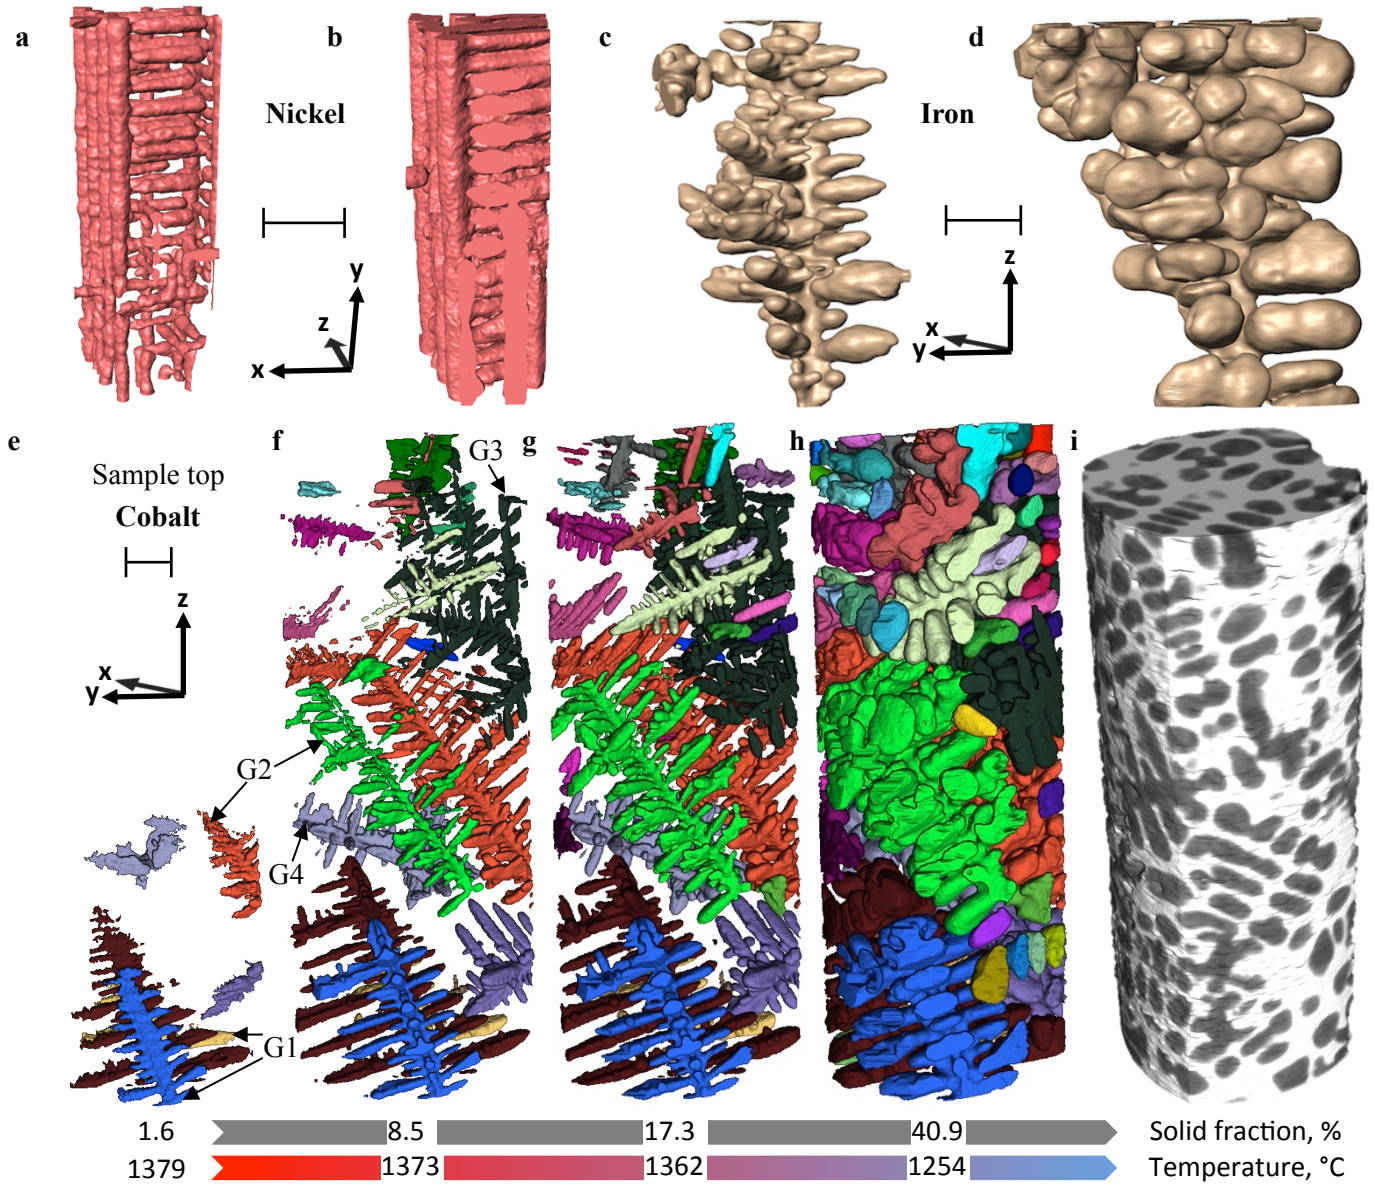 a
b
c
d
Nickel
Iron
y
z
x
z
x
y
e
f
g
h
i
G3
Sample top
Cobalt
z
x
y
G2
G4
G1
1.6
8.5
17.3
40.9
Solid fraction, %
1379
1373
1362
1254
Temperature, °C